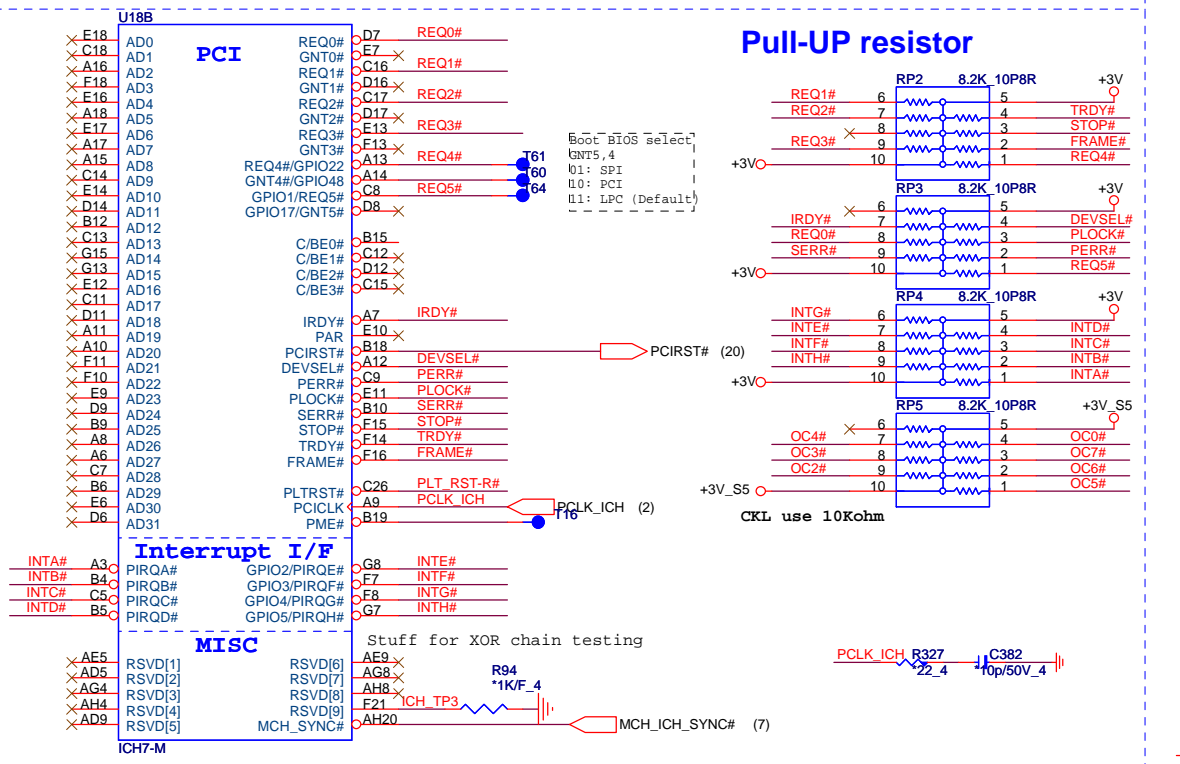 U18B
PCI
E18 AD0 REQ0# D7 REQ0#
C18 AD1 GNT0# E7
A16 AD2 REQ1# C16 REQ1#
F18 AD3 GNT1# D16
E16 AD4 REQ2# C17 REQ2#
A18 AD5 GNT2# D17
E17 AD6 REQ3# E13 REQ3#
A17 AD7 GNT3# F13
A15 AD8 REQ4#/GPIO22 A13 REQ4# T61
C14 AD9 GNT4#/GPIO48 A14 T60
E14 AD10 GPIO1/REQ5# C8 REQ5# T64
D14 AD11 GPIO17/GNT5# D8
B12 AD12
C13 AD13 C/BE0# B15
G15 AD14 C/BE1# C12
G13 AD15 C/BE2# D12
E12 AD16 C/BE3# C15
C11 AD17
D11 AD18 IRDY# A7 IRDY#
A11 AD19 PAR E10
A10 AD20 PCIRST# B18 PCIRST# (20)
F11 AD21 DEVSEL# A12 DEVSEL#
F10 AD22 PERR# C9 PERR#
E9 AD23 PLOCK# E11 PLOCK#
D9 AD24 SERR# B10 SERR#
B9 AD25 STOP# F15 STOP#
A8 AD26 TRDY# F14 TRDY#
A6 AD27 FRAME# F16 FRAME#
C7 AD28
B6 AD29 PLTRST# C26 PLT_RST-R#
E6 AD30 PCICLK A9 PCLK_ICH PCLK_ICH (2)
D6 AD31 PME# B19 T16
Interrupt I/F
INTA# A3 PIRQA# GPIO2/PIRQE# G8 INTE#
INTB# B4 PIRQB# GPIO3/PIRQF# F7 INTF#
INTC# C5 PIRQC# GPIO4/PIRQG# F8 INTG#
INTD# B5 PIRQD# GPIO5/PIRQH# G7 INTH#
MISC
Stuff for XOR chain testing
AE5 RSVD[1] RSVD[6] AE9
AD5 RSVD[2] RSVD[7] AG8
AG4 RSVD[3] RSVD[8] AH8
AH4 RSVD[4] RSVD[9] F21 ICH_TP3
AD9 RSVD[5] MCH_SYNC# AH20 MCH_ICH_SYNC# (7)
R94
*1K/F_4
ICH7-M
Boot BIOS select
GNT5,4
01: SPI
10: PCI
11: LPC (Default)
Pull-UP resistor
RP2 8.2K_10P8R +3V
REQ1# 6 5
REQ2# 7 4 TRDY#
8 3 STOP#
REQ3# 9 2 FRAME#
+3V 10 1 REQ4#
RP3 8.2K_10P8R +3V
6 5
IRDY# 7 4 DEVSEL#
REQ0# 8 3 PLOCK#
SERR# 9 2 PERR#
+3V 10 1 REQ5#
RP4 8.2K_10P8R +3V
INTG# 6 5
INTE# 7 4 INTD#
INTF# 8 3 INTC#
INTH# 9 2 INTB#
+3V 10 1 INTA#
RP5 8.2K_10P8R +3V_S5
6 5
OC4# 7 4 OC0#
OC3# 8 3 OC7#
OC2# 9 2 OC6#
+3V_S5 10 1 OC5#
CKL use 10Kohm
PCLK_ICH R327 C382
*22_4 *10p/50V_4